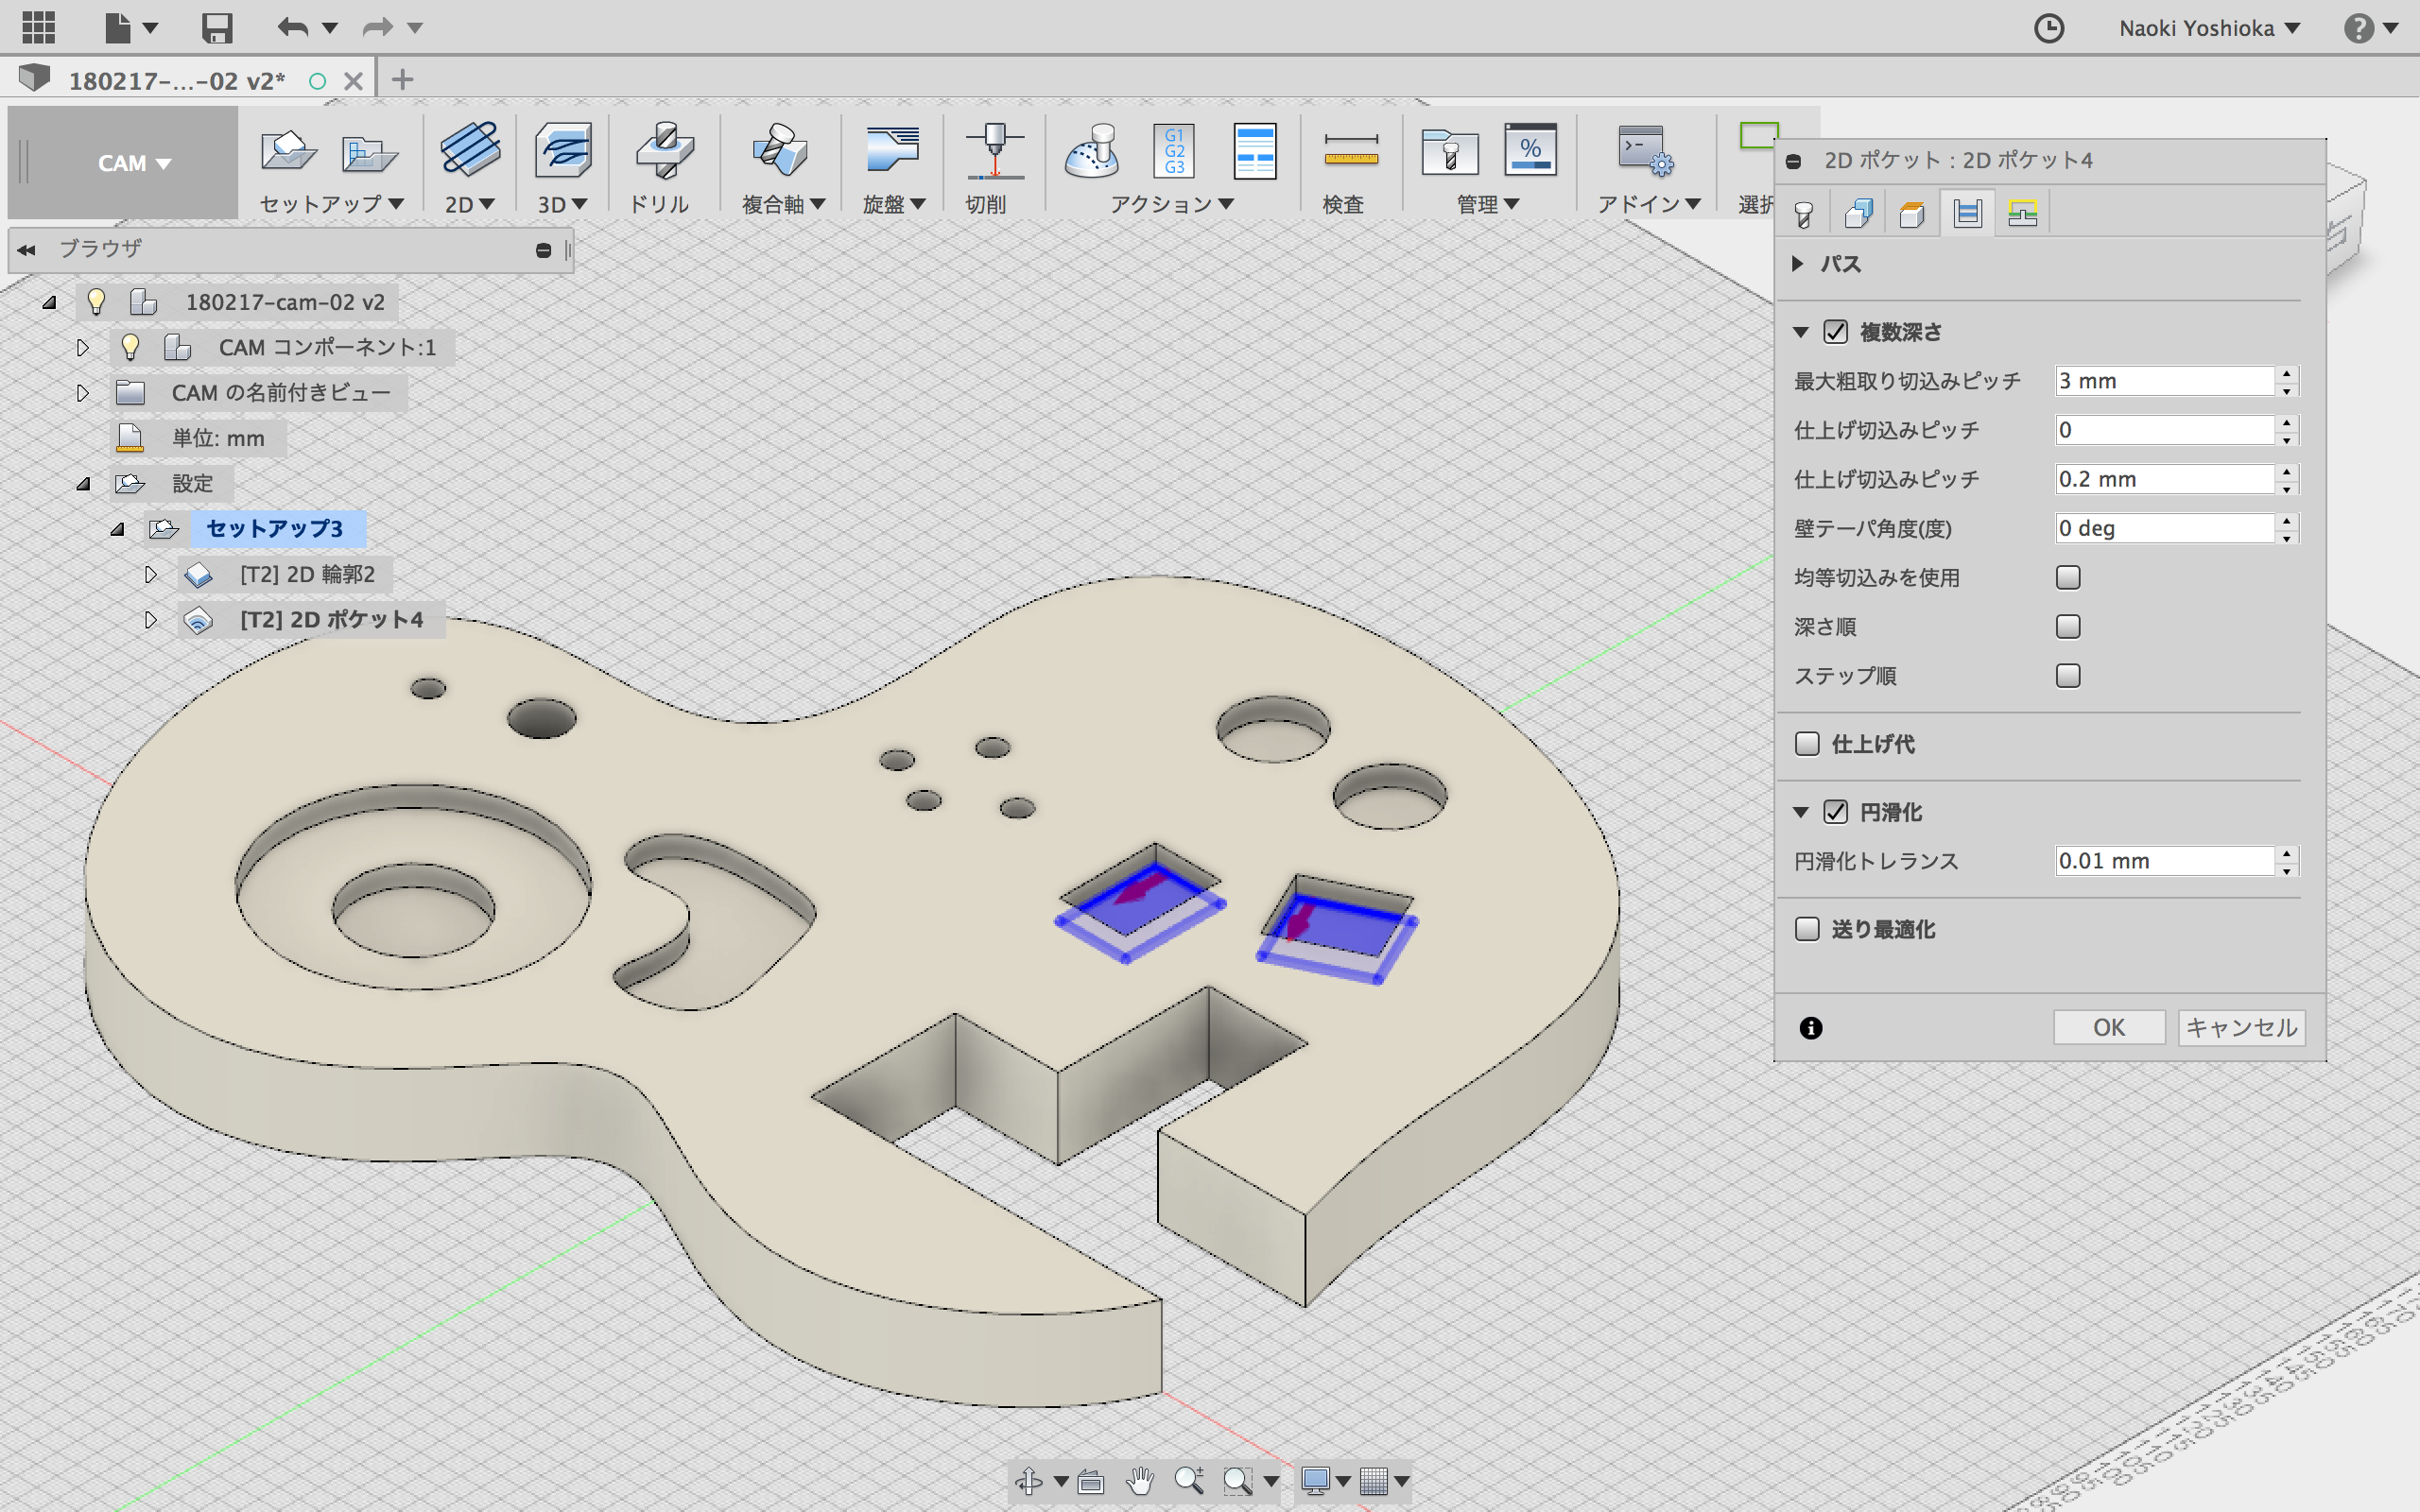 Naoki Yoshioka
180217-...-02 v2*
CAM
セットアップ
2D
3D
ドリル
複合軸
旋盤
切削
G1
G2
G3
アクション
検査
%
管理
アドイン
選択
ブラウザ
180217-cam-02 v2
CAM コンポーネント:1
CAM の名前付きビュー
単位: mm
設定
セットアップ3
[T2] 2D 輪郭2
[T2] 2D ポケット4
2D ポケット : 2D ポケット4
パス
複数深さ
最大粗取り切込みピッチ 3 mm
仕上げ切込みピッチ 0
仕上げ切込みピッチ 0.2 mm
壁テーパ角度(度) 0 deg
均等切込みを使用
深さ順
ステップ順
仕上げ代
円滑化
円滑化トレランス 0.01 mm
送り最適化
OK
キャンセル